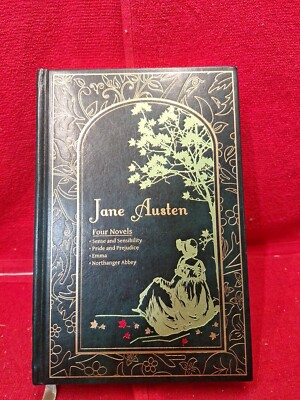 Jane Austen
Four Novels
• Sense and Sensibility
• Pride and Prejudice
• Emma
• Northanger Abbey